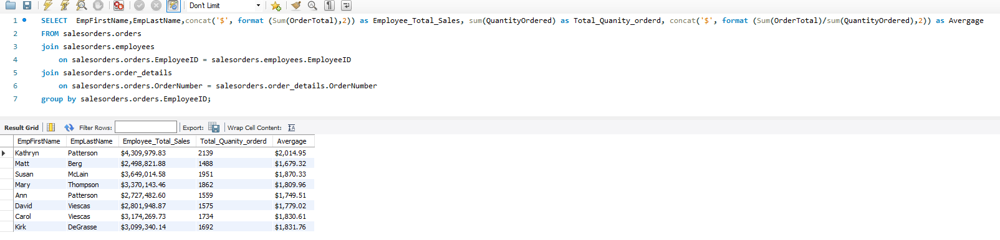 Don't Limit
1 SELECT EmpFirstName,EmpLastName,concat('$', format (Sum(OrderTotal),2)) as Employee_Total_Sales, sum(QuantityOrdered) as Total_Quanity_orderd, concat('$', format (Sum(OrderTotal)/sum(QuantityOrdered),2)) as Avergage
2 FROM salesorders.orders
3 join salesorders.employees
4 on salesorders.orders.EmployeeID = salesorders.employees.EmployeeID
5 join salesorders.order_details
6 on salesorders.orders.OrderNumber = salesorders.order_details.OrderNumber
7 group by salesorders.orders.EmployeeID;
Result Grid Filter Rows: Export: Wrap Cell Content:
EmpFirstName EmpLastName Employee_Total_Sales Total_Quanity_orderd Avergage
Kathryn Patterson $4,309,979.83 2139 $2,014.95
Matt Berg $2,498,821.88 1488 $1,679.32
Susan McLain $3,649,014.58 1951 $1,870.33
Mary Thompson $3,370,143.46 1862 $1,809.96
Ann Patterson $2,727,482.60 1559 $1,749.51
David Viescas $2,801,948.87 1575 $1,779.02
Carol Viescas $3,174,269.73 1734 $1,830.61
Kirk DeGrasse $3,099,340.14 1692 $1,831.76